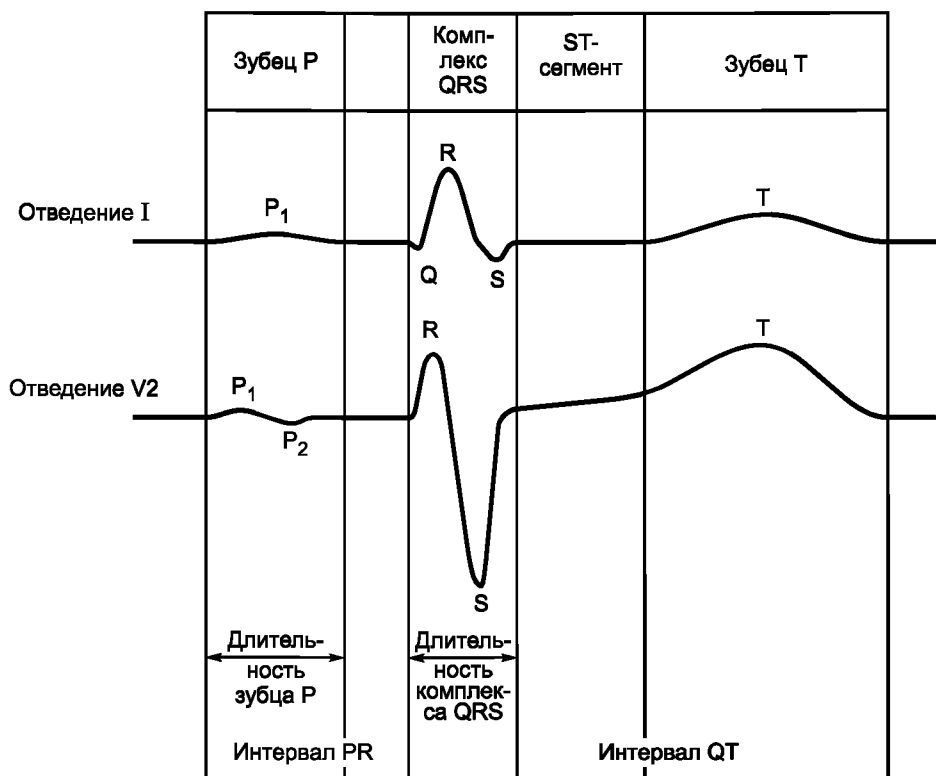 Зубец P
Комп-
лекс
QRS
ST-
сегмент
Зубец T
R
Отведение I
P1
T
Q
S
R
T
Отведение V2
P1
P2
S
Длитель-
ность
зубца P
Длитель-
ность
комплек-
са QRS
Интервал PR
Интервал QT